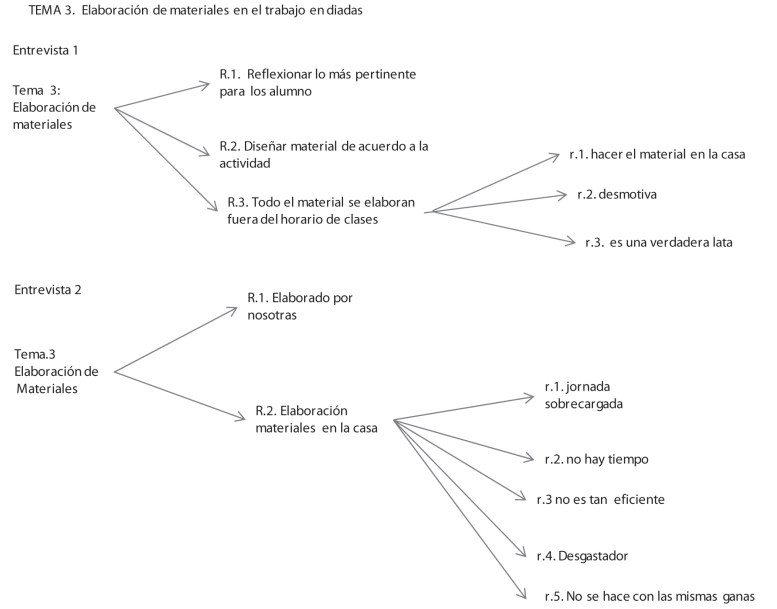 TEMA 3. Elaboración de materiales en el trabajo en diadas
Entrevista 1
Tema 3:
Elaboración de
materiales
R.1. Reflexionar lo más pertinente
para los alumno
R.2. Diseñar material de acuerdo a la
actividad
R.3. Todo el material se elaboran
fuera del horario de clases
r.1. hacer el material en la casa
r.2. desmotiva
r.3. es una verdadera lata
Entrevista 2
Tema.3
Elaboración de
Materiales
R.1. Elaborado por
nosotras
R.2. Elaboración
materiales en la casa
r.1. jornada
sobrecargada
r.2. no hay tiempo
r.3 no es tan eficiente
r.4. Desgastador
r.5. No se hace con las mismas ganas